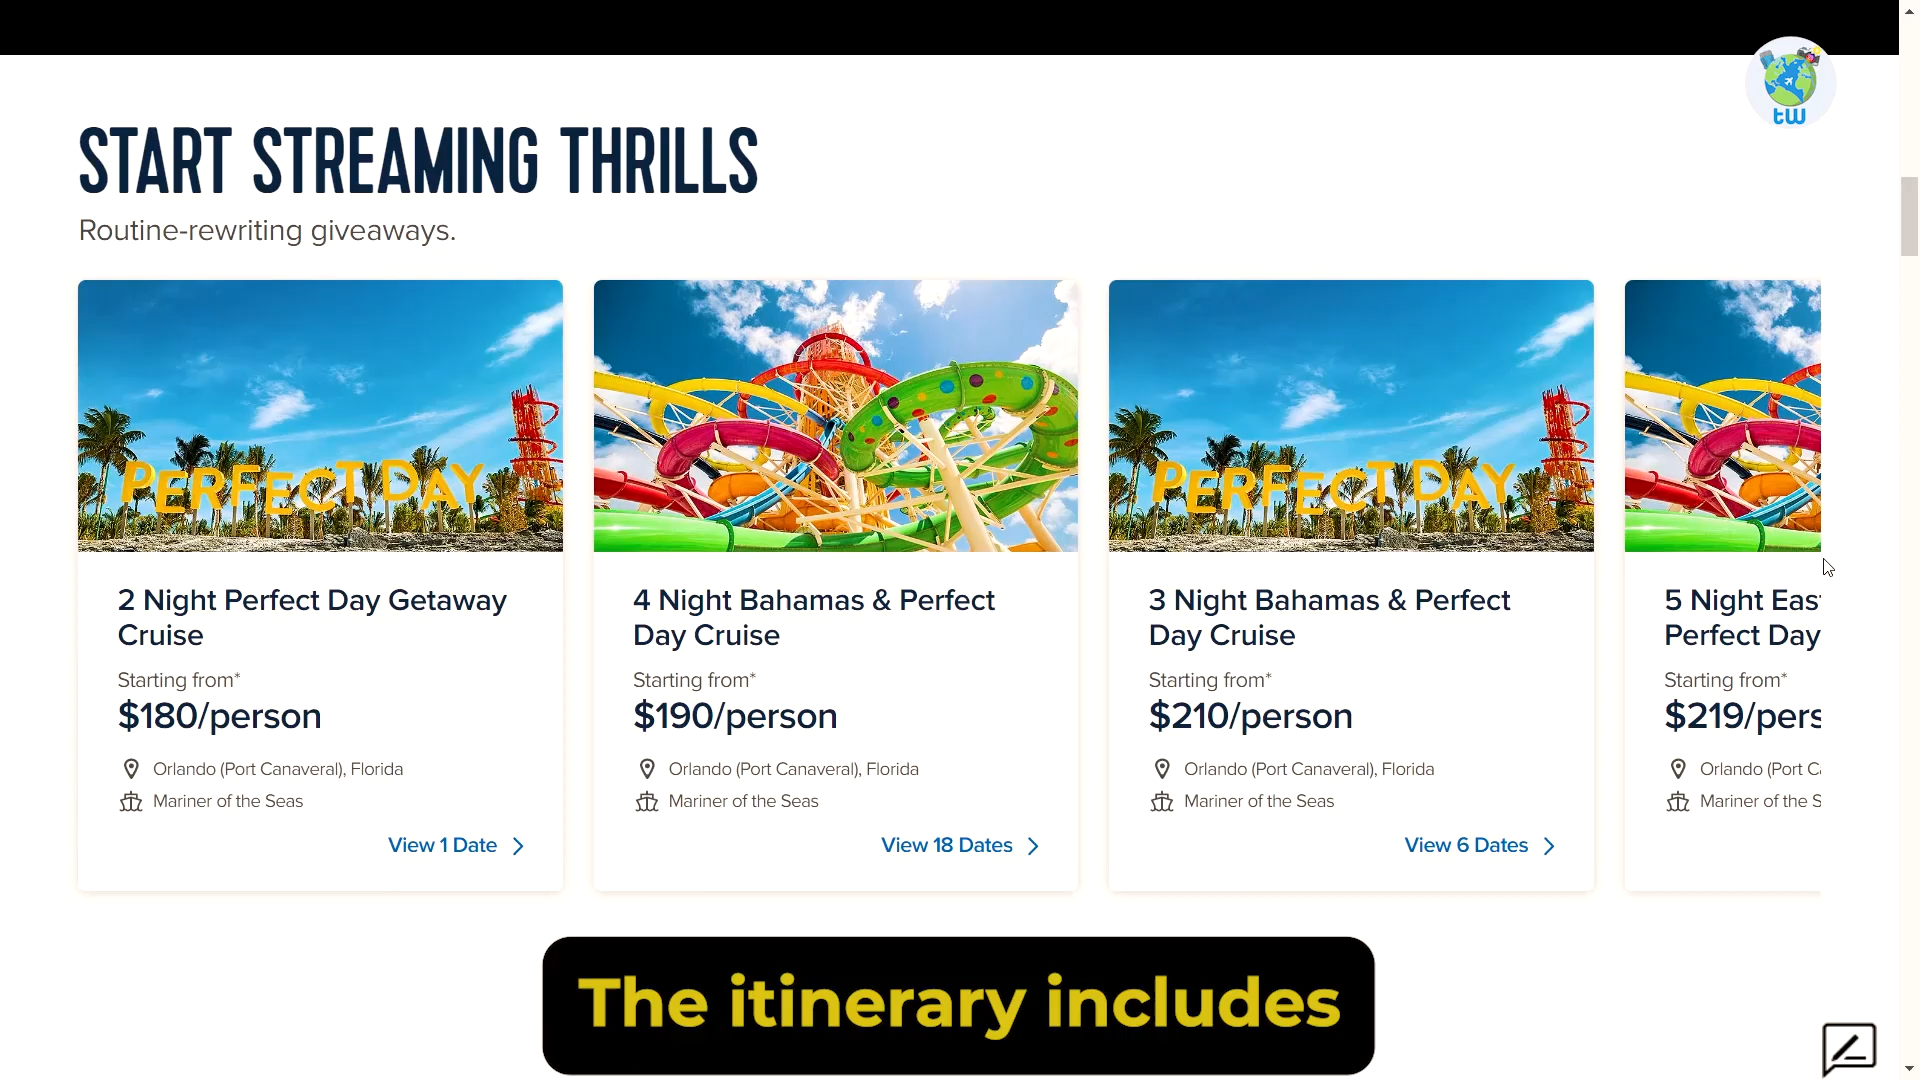 tw
START STREAMING THRILLS
Routine-rewriting giveaways.
PERFECT DAY
2 Night Perfect Day Getaway
Cruise
Starting from*
$180/person
Orlando (Port Canaveral), Florida
Mariner of the Seas
View 1 Date
4 Night Bahamas & Perfect
Day Cruise
Starting from*
$190/person
Orlando (Port Canaveral), Florida
Mariner of the Seas
View 18 Dates
PERFECT DAY
3 Night Bahamas & Perfect
Day Cruise
Starting from*
$210/person
Orlando (Port Canaveral), Florida
Mariner of the Seas
View 6 Dates
5 Night Eas
Perfect Day
Starting from*
$219/pers
Orlando (Port C
Mariner of the S
The itinerary includes